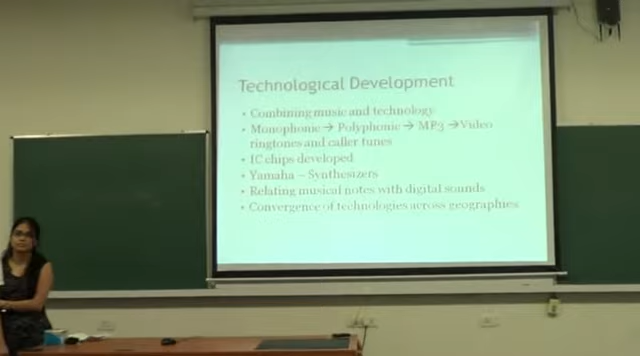 Technological Development
• Combining music and technology
• Monophonic → Polyphonic → MP3 → Video
ringtones and caller tunes
• IC chips developed
• Yamaha – Synthesizers
• Relating musical notes with digital sounds
• Convergence of technologies across geographies